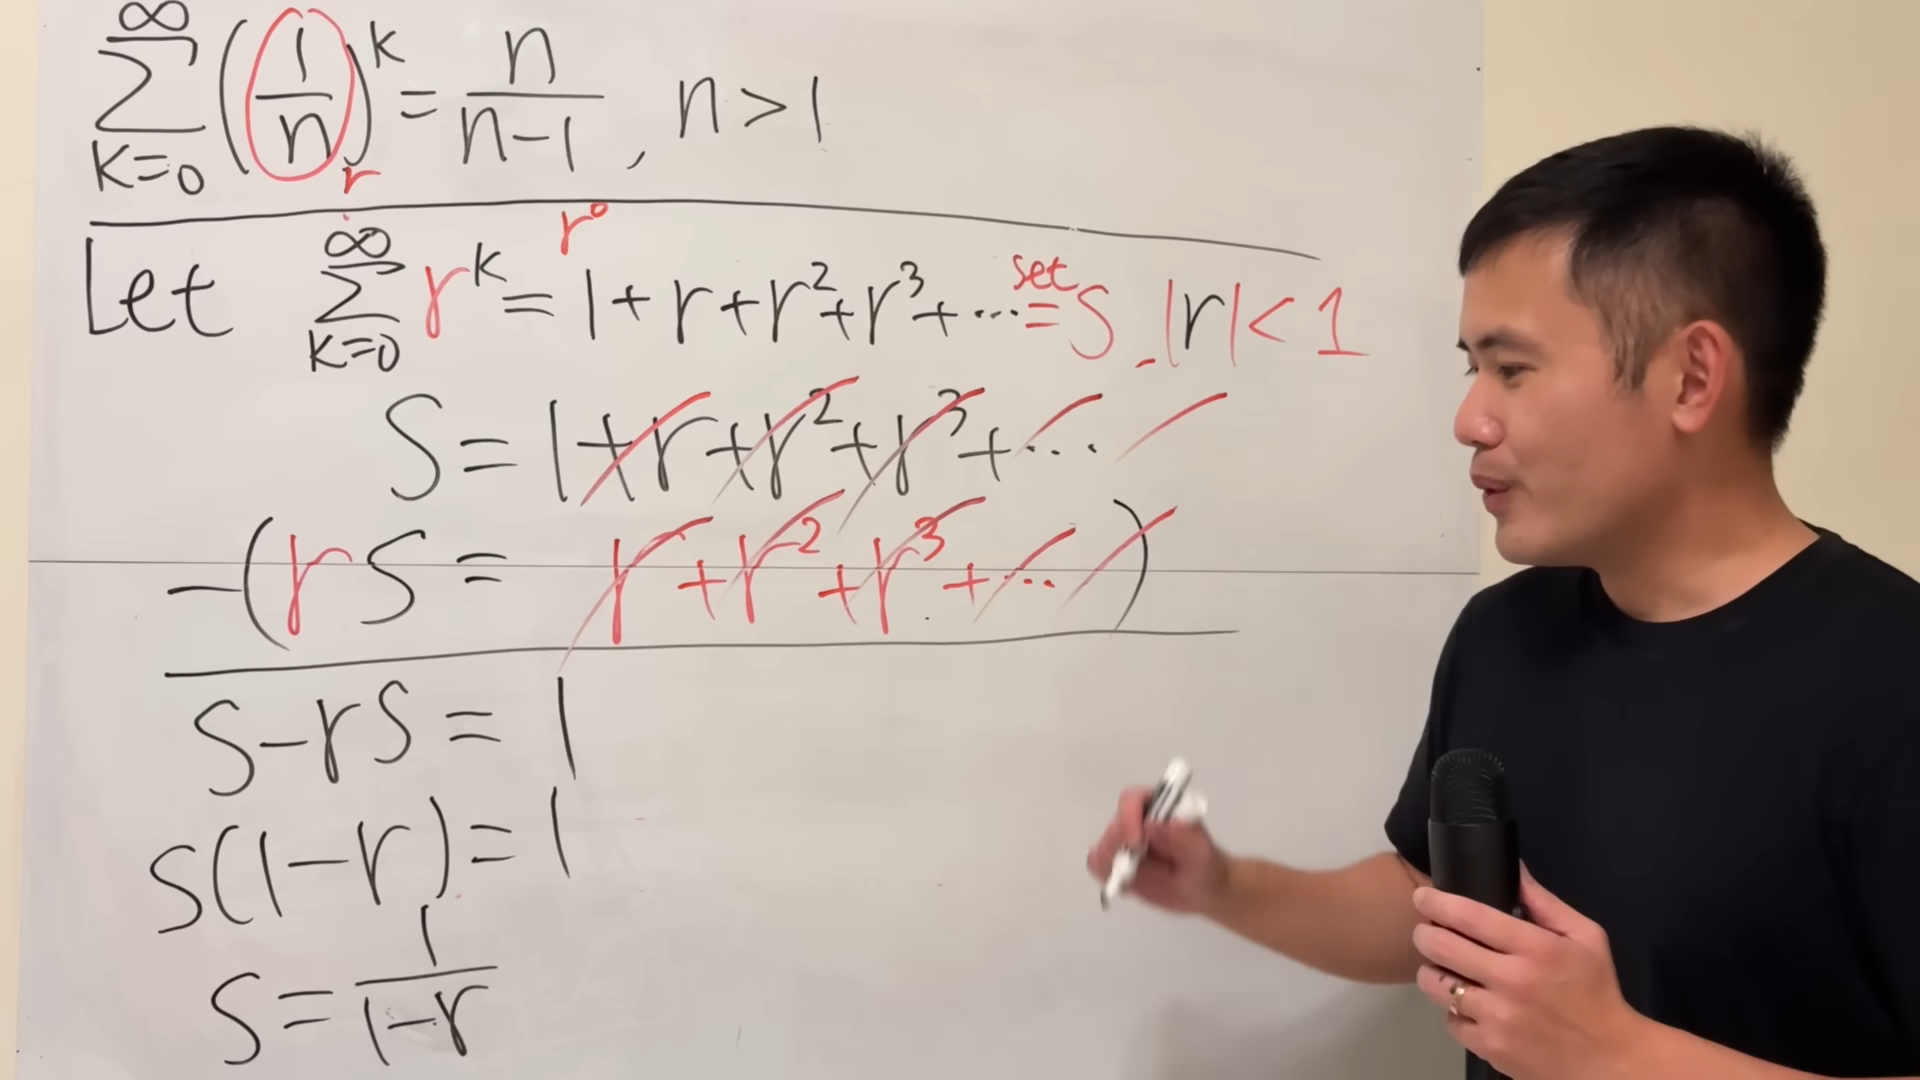 ∞
∑ (1/n)^k = n/(n-1), n > 1
k=0
r
r⁰
Let ∑_{k=0}^{∞} r^k = 1 + r + r² + r³ + ··· set = S, |r| < 1
S = 1 + r + r² + r³ + ···
-(rS = r + r² + r³ + ···)
S - rS = 1
S(1-r) = 1
S = 1/(1-r)